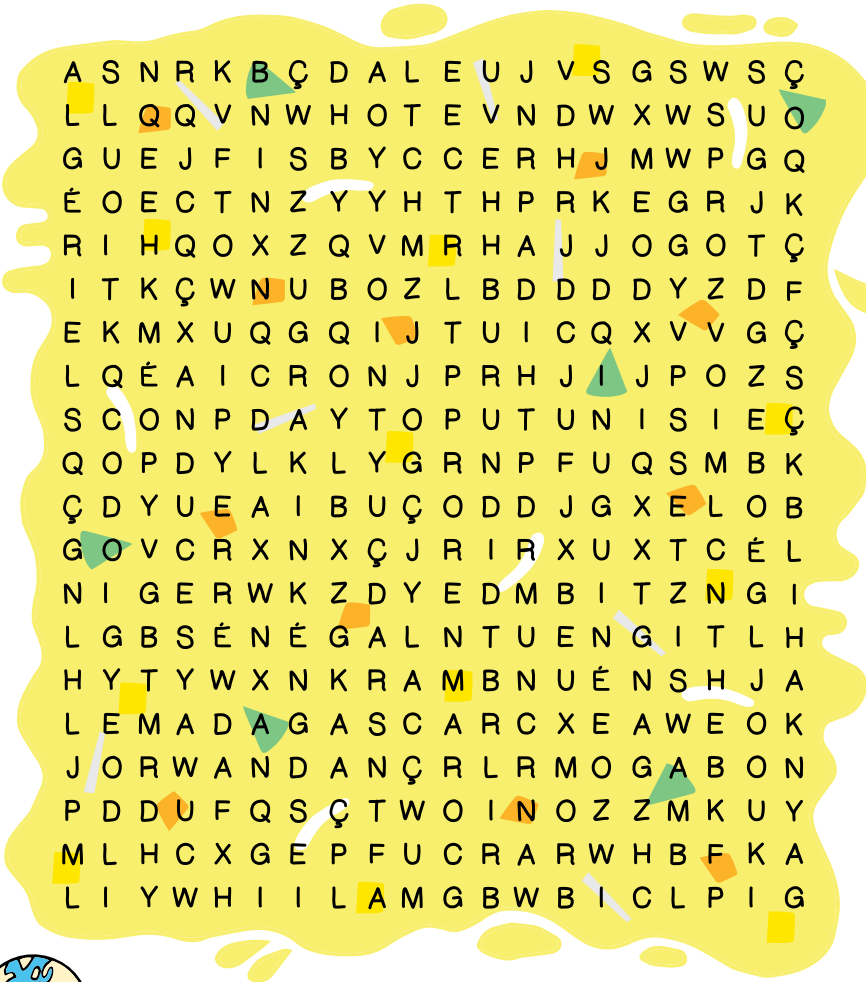 A S N R K B Ç D A L E U J V S G S W S Ç
L L Q Q V N W H O T E V N D W X W S U O
G U E J F I S B Y C C E R H J M W P G Q
É O E C T N Z Y Y H T H P R K E G R J K
R I H Q O X Z Q V M R H A J J O G O T Ç
I T K Ç W N U B O Z L B D D D D Y Z D F
E K M X U Q G Q I J T U I C Q X V V G Ç
L Q É A I C R O N J P R H J I J P O Z S
S C O N P D A Y T O P U T U N I S I E Ç
Q O P D Y L K L Y G R N P F U Q S M B K
Ç D Y U E A I B U Ç O D D J G X E L O B
G O V C R X N X Ç J R I R X U X T C É L
N I G E R W K Z D Y E D M B I T Z N G I
L G B S É N É G A L N T U E N G I T L H
H Y T Y W X N K R A M B N U É N S H J A
L E M A D A G A S C A R C X E A W E O K
J O R W A N D A N Ç R L R M O G A B O N
P D D U F Q S Ç T W O I N O Z Z M K U Y
M L H C X G E P F U C R A R W H B F K A
L I Y W H I I L A M G B W B I C L P I G